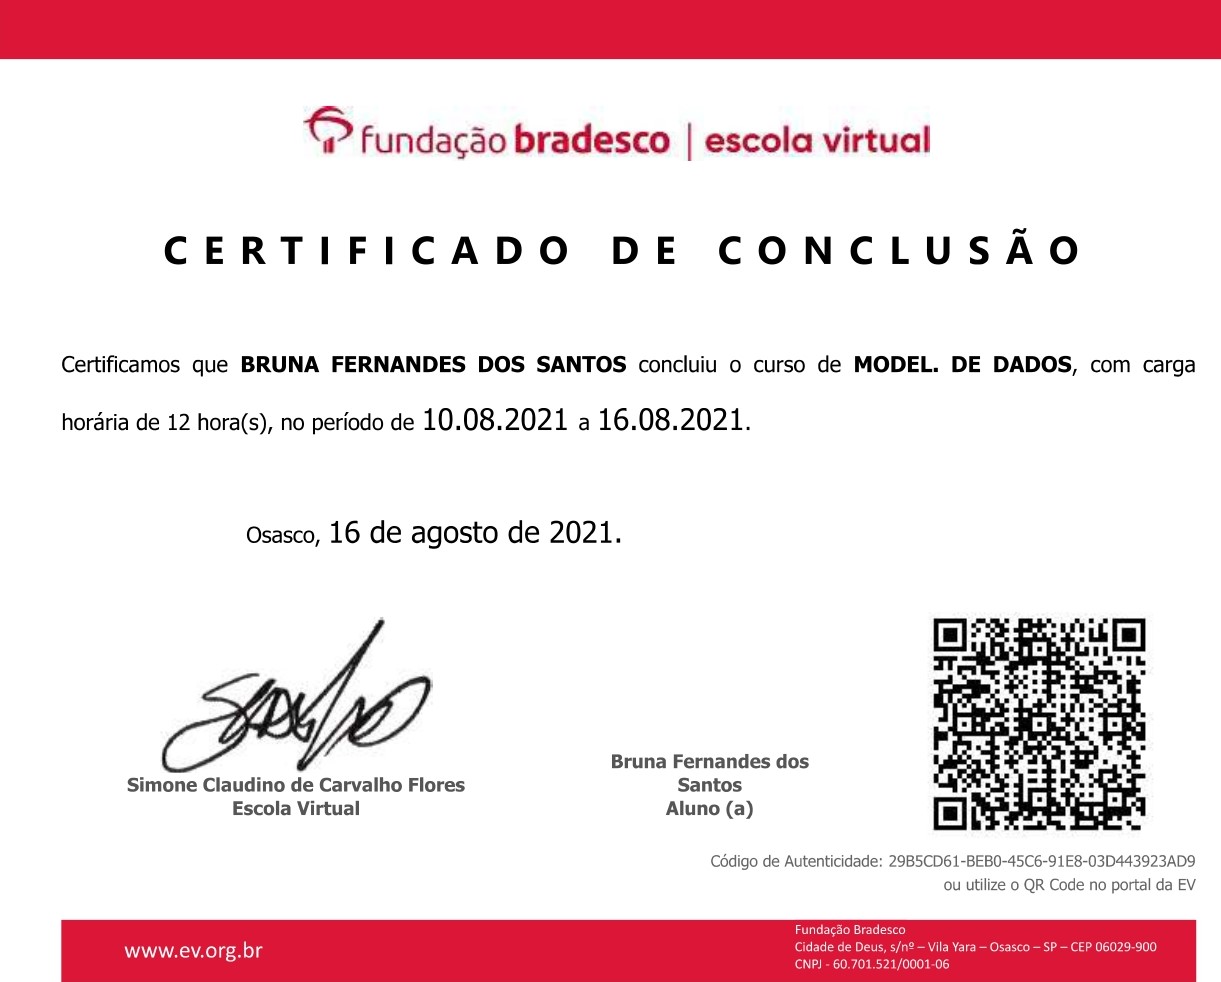 fundação bradesco | escola virtual
CERTIFICADO DE CONCLUSÃO
Certificamos que BRUNA FERNANDES DOS SANTOS concluiu o curso de MODEL. DE DADOS, com carga
horária de 12 hora(s), no período de 10.08.2021 a 16.08.2021.
Osasco, 16 de agosto de 2021.
Simone Claudino de Carvalho Flores
Escola Virtual
Bruna Fernandes dos
Santos
Aluno (a)
Código de Autenticidade: 29B5CD61-BEB0-45C6-91E8-03D443923AD9
ou utilize o QR Code no portal da EV
www.ev.org.br
Fundação Bradesco
Cidade de Deus, s/nº – Vila Yara – Osasco – SP – CEP 06029-900
CNPJ - 60.701.521/0001-06